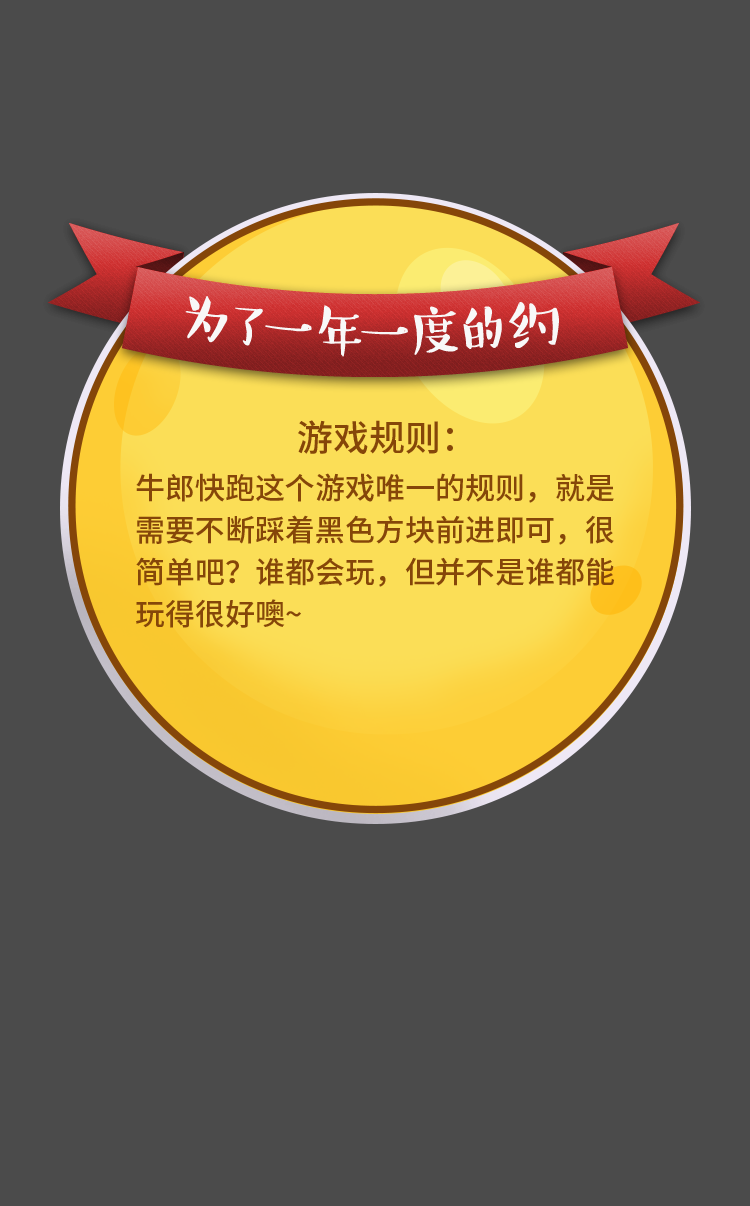 为了一年一度的约
游戏规则：
牛郎快跑这个游戏唯一的规则，就是
需要不断踩着黑色方块前进即可，很
简单吧？谁都会玩，但并不是谁都能
玩得很好噢~